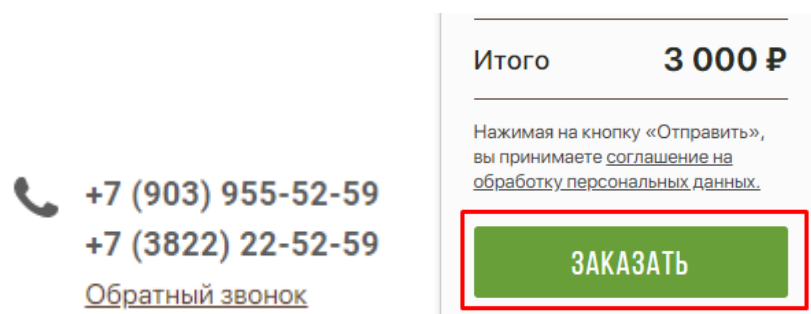 Итого 3 000 ₽
Нажимая на кнопку «Отправить»,
вы принимаете соглашение на
обработку персональных данных.
ЗАКАЗАТЬ
+7 (903) 955-52-59
+7 (3822) 22-52-59
Обратный звонок